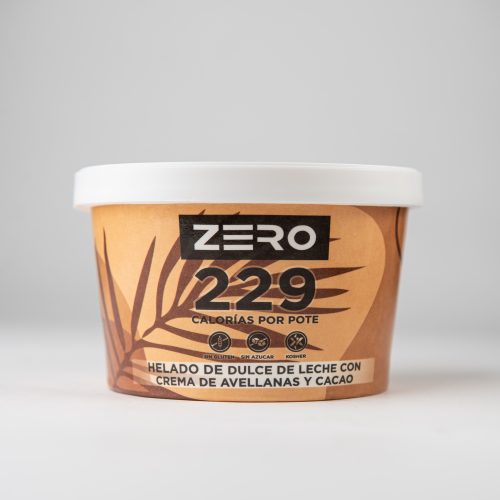 ZERO
229
CALORÍAS POR POTE
SIN GLUTEN SIN AZUCAR KOSHER
HELADO DE DULCE DE LECHE CON
CREMA DE AVELLANAS Y CACAO